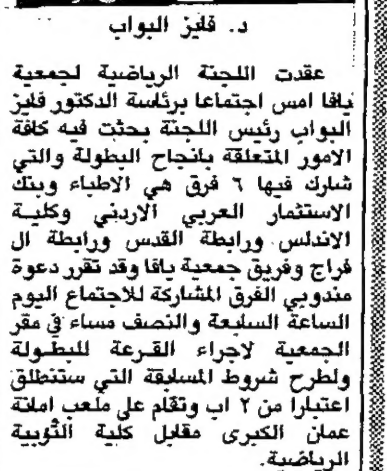 د. فايز البواب
عقدت اللجنة الرياضية لجمعية
يافا امس اجتماعا برئاسة الدكتور فايز
البواب رئيس اللجنة بحثت فيه كافة
الامور المتعلقة بانجاح البطولة والتي
شارك فيها ٦ فرق هي الاطباء وبنك
الاستثمار العربي الاردني وكلية
الاندلس ورابطة القدس ورابطة ال
فراج وفريق جمعية يافا وقد تقرر دعوة
مندوبي الفرق المشاركة للاجتماع اليوم
الساعة السابعة والنصف مساء في مقر
الجمعية لاجراء القرعة للبطولة
ولطرح شروط المسابقة التي ستنطلق
اعتبارا من ٢ اب وتقام على ملعب امانة
عمان الكبرى مقابل كلية التربية
الرياضية.